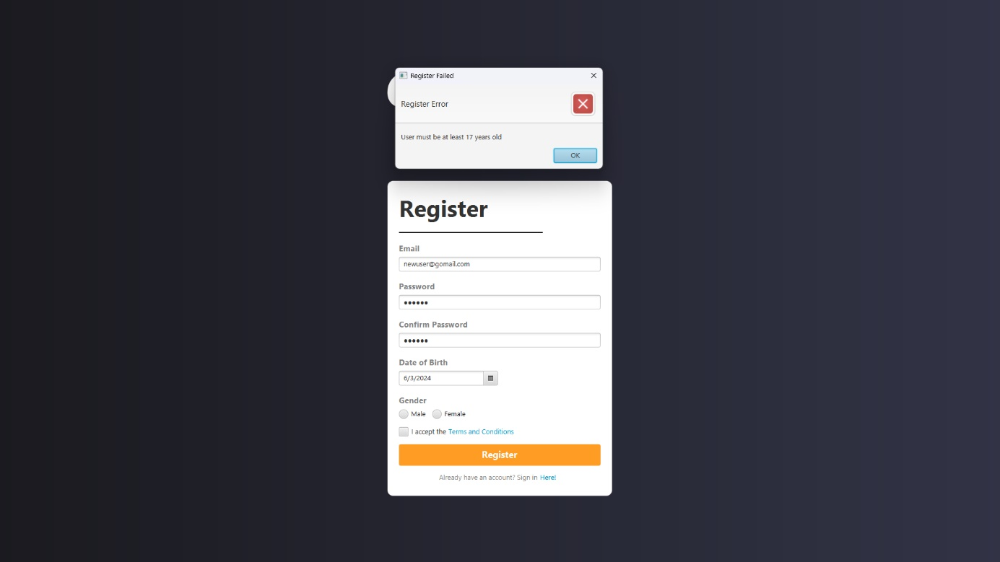 Register Failed
Register Error
User must be at least 17 years old
OK
Register
Email
newuser@gomail.com
Password
●●●●●●
Confirm Password
●●●●●●
Date of Birth
6/3/2024
Gender
Male Female
I accept the Terms and Conditions
Register
Already have an account? Sign in Here!